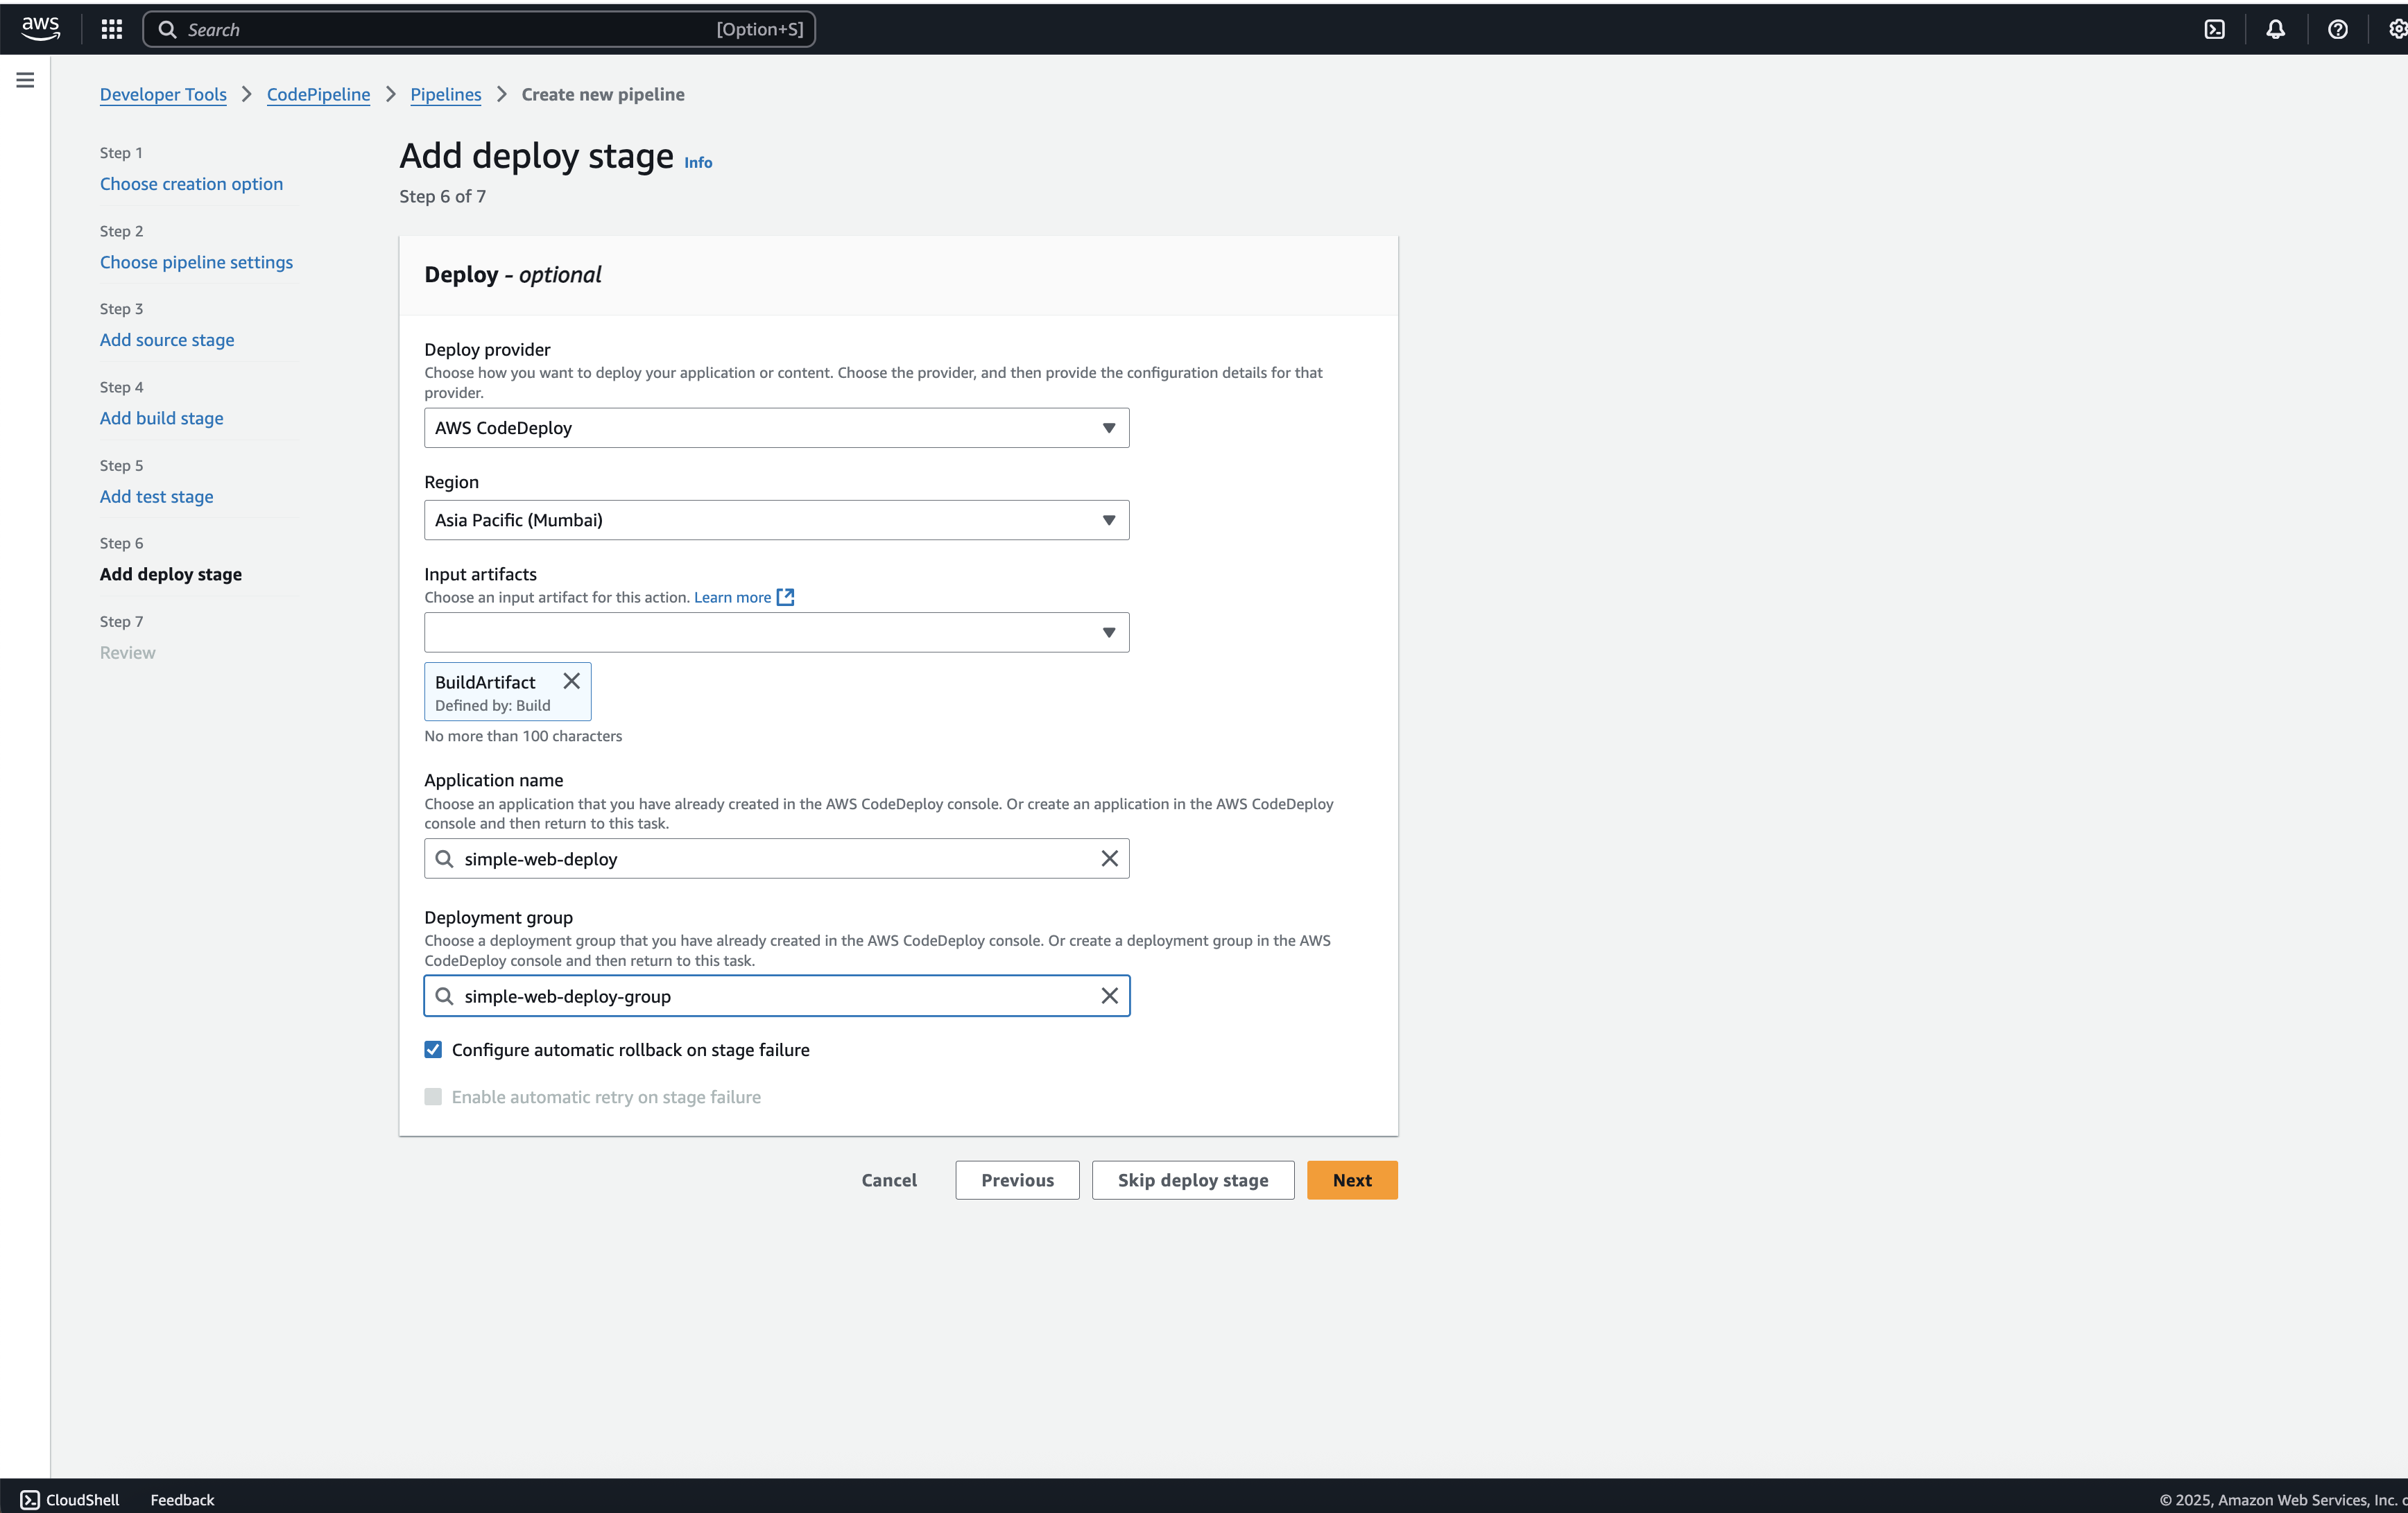 aws
Search [Option+S]
Developer Tools > CodePipeline > Pipelines > Create new pipeline
Step 1
Choose creation option
Step 2
Choose pipeline settings
Step 3
Add source stage
Step 4
Add build stage
Step 5
Add test stage
Step 6
Add deploy stage
Step 7
Review
Add deploy stage Info
Step 6 of 7
Deploy - optional
Deploy provider
Choose how you want to deploy your application or content. Choose the provider, and then provide the configuration details for that
provider.
AWS CodeDeploy
Region
Asia Pacific (Mumbai)
Input artifacts
Choose an input artifact for this action. Learn more
BuildArtifact
Defined by: Build
No more than 100 characters
Application name
Choose an application that you have already created in the AWS CodeDeploy console. Or create an application in the AWS CodeDeploy
console and then return to this task.
simple-web-deploy
Deployment group
Choose a deployment group that you have already created in the AWS CodeDeploy console. Or create a deployment group in the AWS
CodeDeploy console and then return to this task.
simple-web-deploy-group
Configure automatic rollback on stage failure
Enable automatic retry on stage failure
Cancel Previous Skip deploy stage Next
CloudShell Feedback © 2025, Amazon Web Services, Inc.